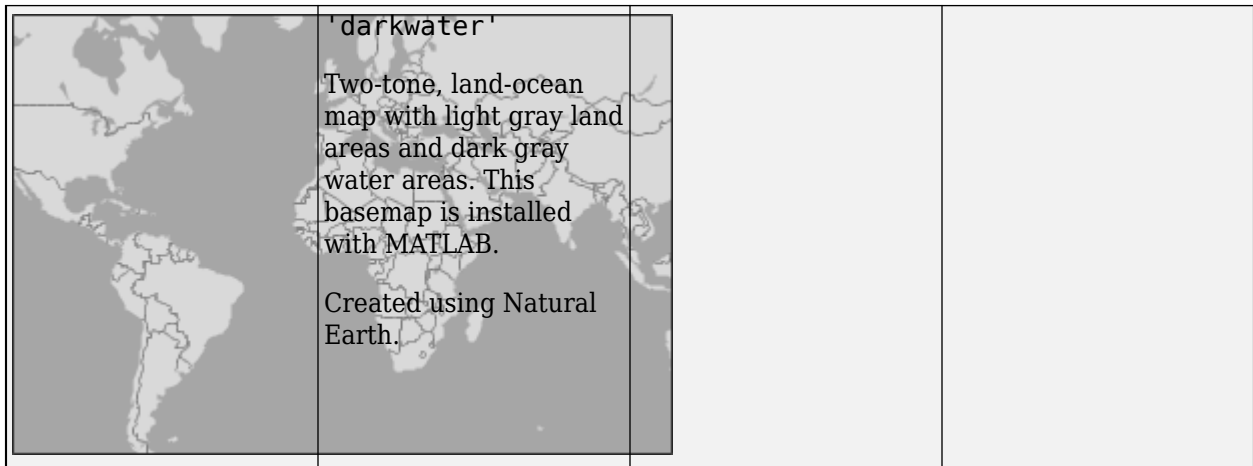 'darkwater'
Two-tone, land-ocean
map with light gray land
areas and dark gray
water areas. This
basemap is installed
with MATLAB.
Created using Natural
Earth.